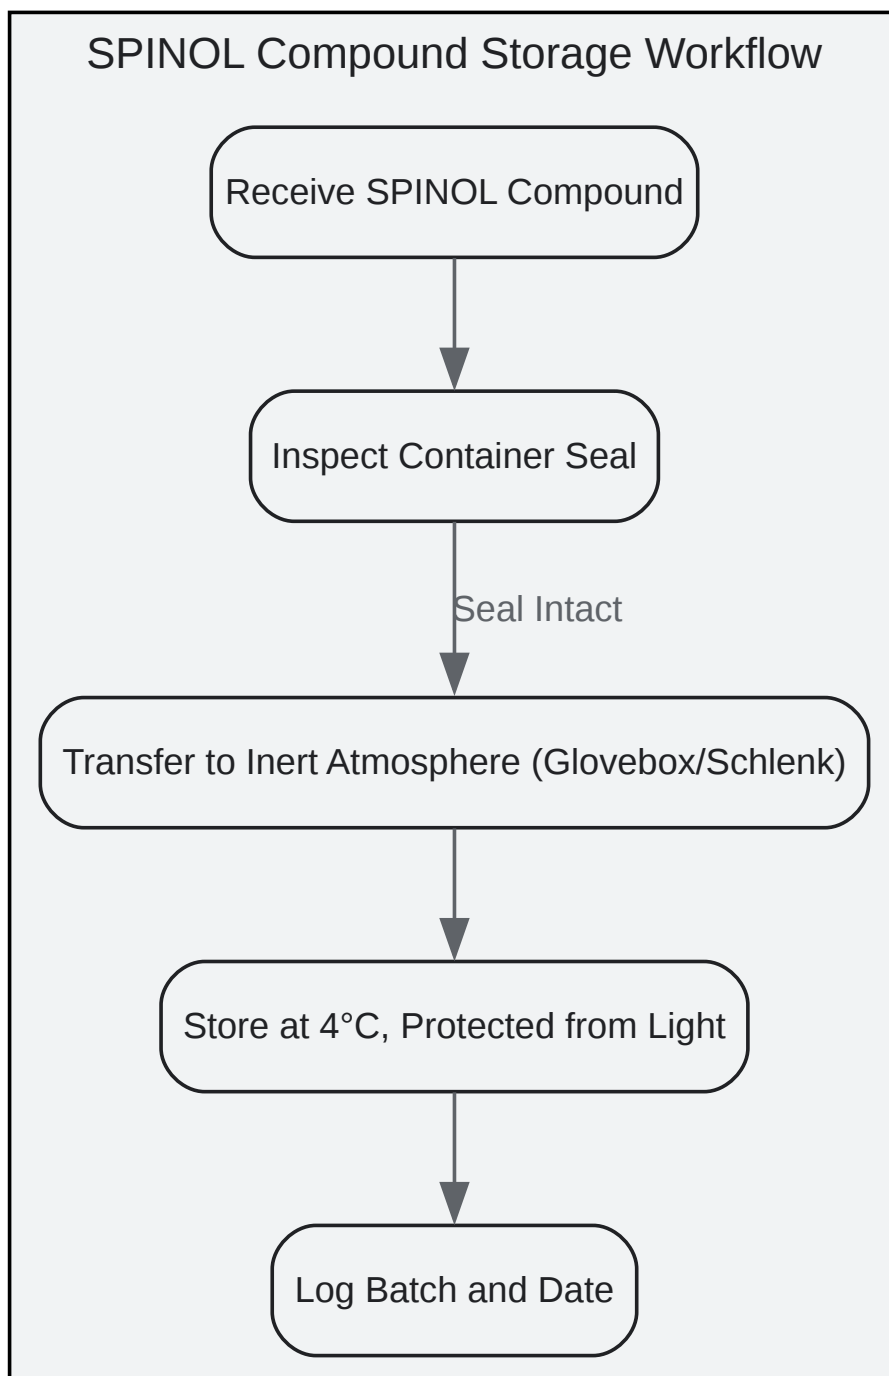 SPINOL Compound Storage Workflow
Receive SPINOL Compound
Inspect Container Seal
Seal Intact
Transfer to Inert Atmosphere (Glovebox/Schlenk)
Store at 4°C, Protected from Light
Log Batch and Date